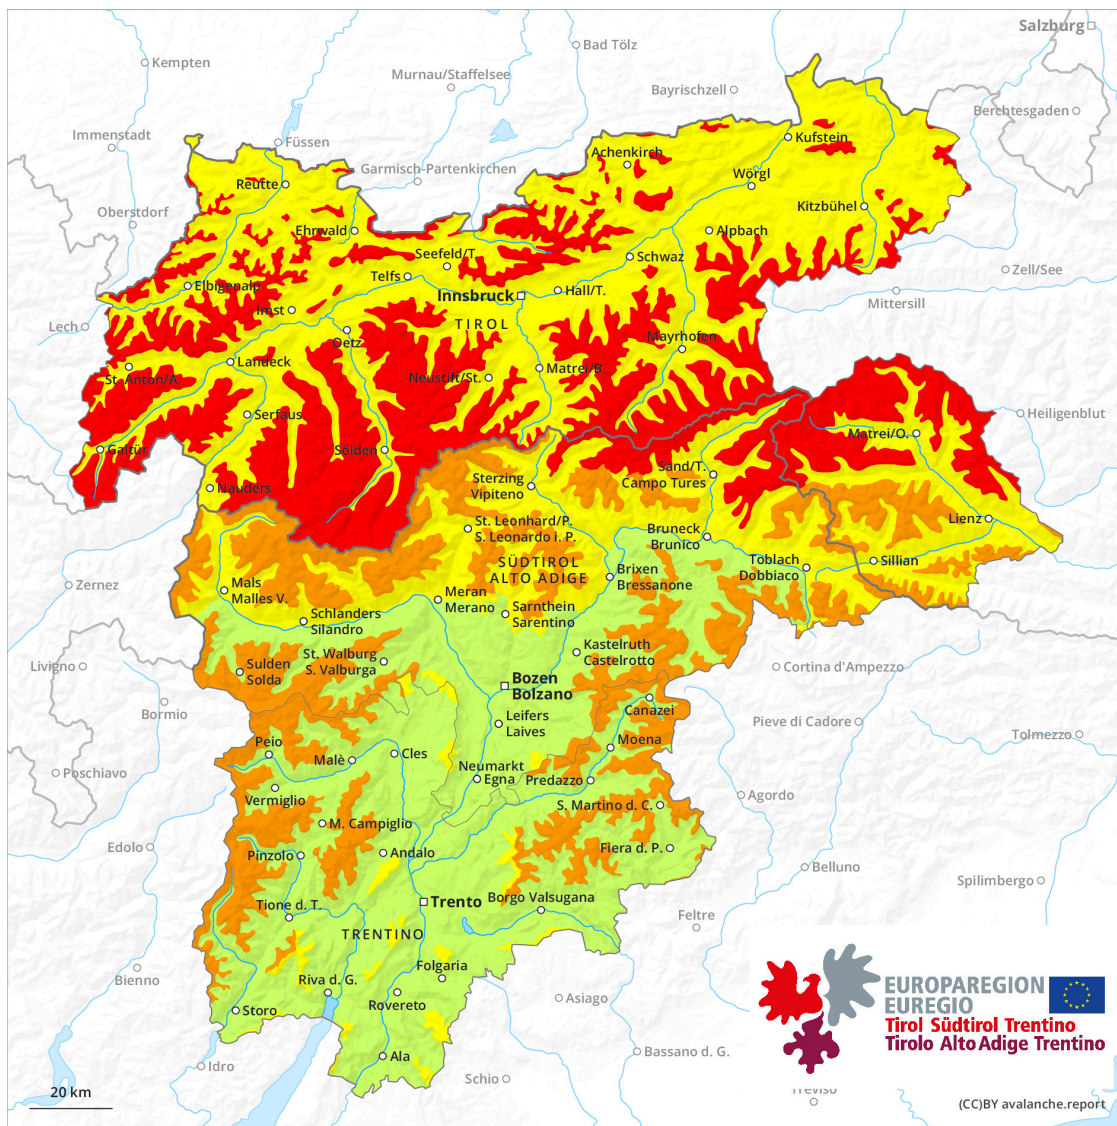 Salzburg
Bad Tölz
Kempten
Murnau/Staffelsee
Bayrischzell
Berchtesgaden
Immenstadt
Füssen
Kufstein
Achenkirch
Garmisch-Partenkirchen
Wörgl
Reutte
Oberstdorf
Kitzbühel
Ehrwald
Alpbach
Seefeld/T.
Schwaz
Telfs
Zell/See
Elbigenalp
Hall/T.
Innsbruck
Mittersill
Imst
TIROL
Lech
Oetz
Mayrhofen
Landeck
St. Anton/A.
Matrei/B.
Neustift/St.
Serfaus
Heiligenblut
Matrei/O.
Galtür
Sölden
Sand/T.
Campo Tures
Sterzing
Vipiteno
Nauders
Lienz
St. Leonhard/P.
S. Leonardo i. P.
Bruneck
Brunico
SÜDTIROL
ALTO ADIGE
Toblach
Dobbiaco
Sillian
Zernez
Mals
Malles V.
Brixen
Bressanone
Meran
Merano
Sarnthein
Sarentino
Schlanders
Silandro
Kastelruth
Castelrotto
St. Walburg
S. Valburga
Livigno
Sulden
Solda
Cortina d'Ampezzo
Bozen
Bolzano
Bormio
Canazei
Leifers
Laives
Pieve di Cadore
Tolmezzo
Moena
Peio
Cles
Malè
Poschiavo
Neumarkt
Egna
Predazzo
Vermiglio
Agordo
S. Martino d. C.
M. Campiglio
Edolo
Pinzolo
Andalo
Fiera d. P.
Belluno
Spilimbergo
Borgo Valsugana
Trento
Tione d. T.
Feltre
TRENTINO
Bienno
Folgaria
Riva d. G.
Rovereto
Asiago
Storo
EUROPAREGION
EUREGIO
Tirol Südtirol Trentino
Tirolo Alto Adige Trentino
Ala
Bassano d. G.
Idro
Schio
20 km
Treviso
(CC)BY avalanche.report